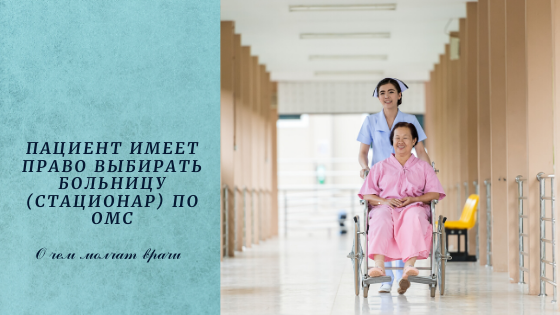 ПАЦИЕНТ ИМЕЕТ
ПРАВО ВЫБИРАТЬ
БОЛЬНИЦУ
(СТАЦИОНАР) ПО
ОМС
О чем молчат врачи